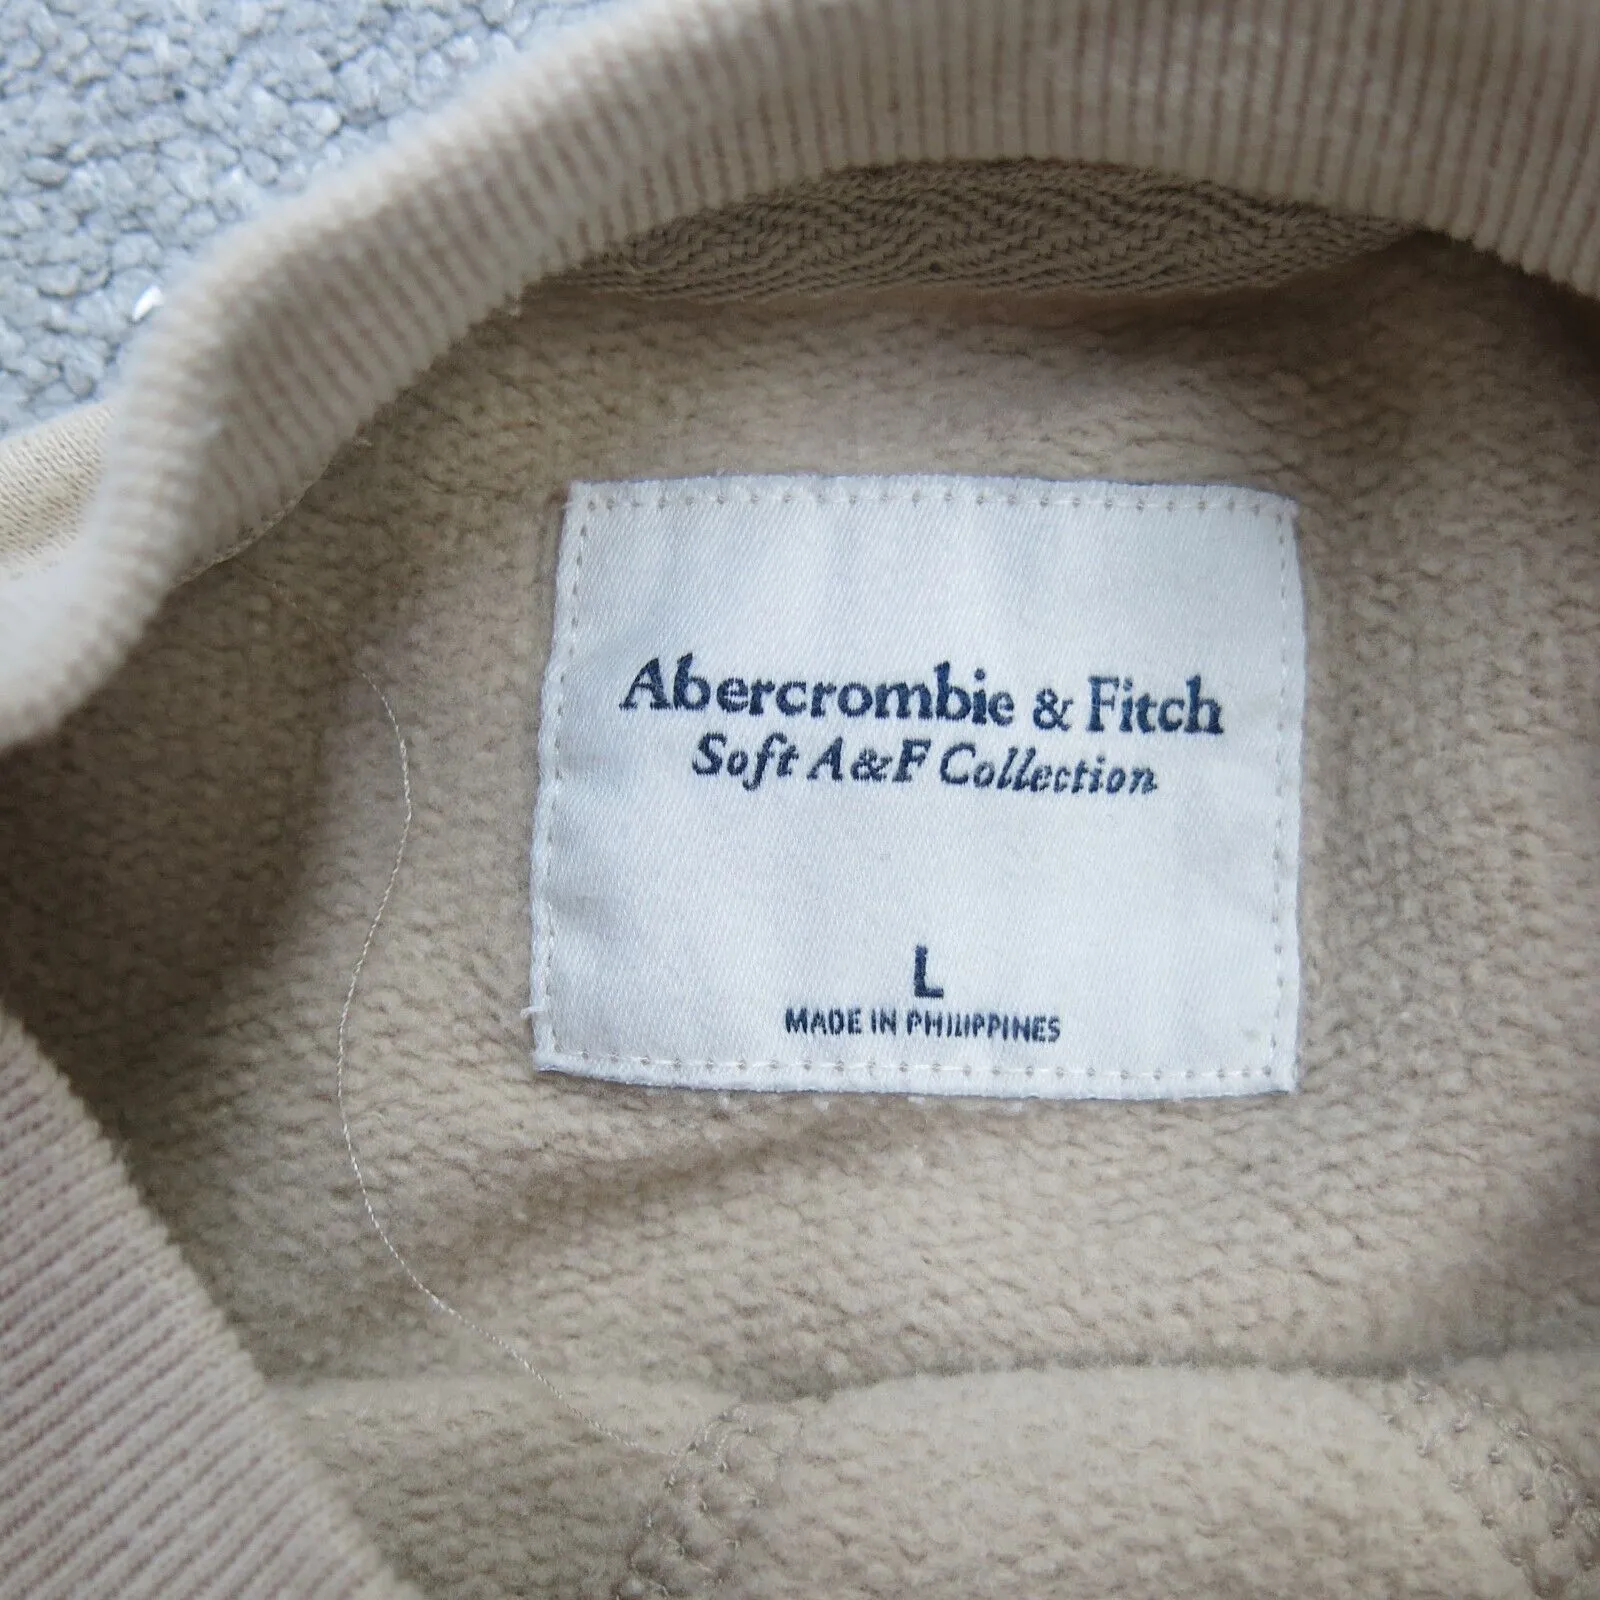 Abercrombie & Fitch
Soft A&F Collection
L
MADE IN PHILIPPINES